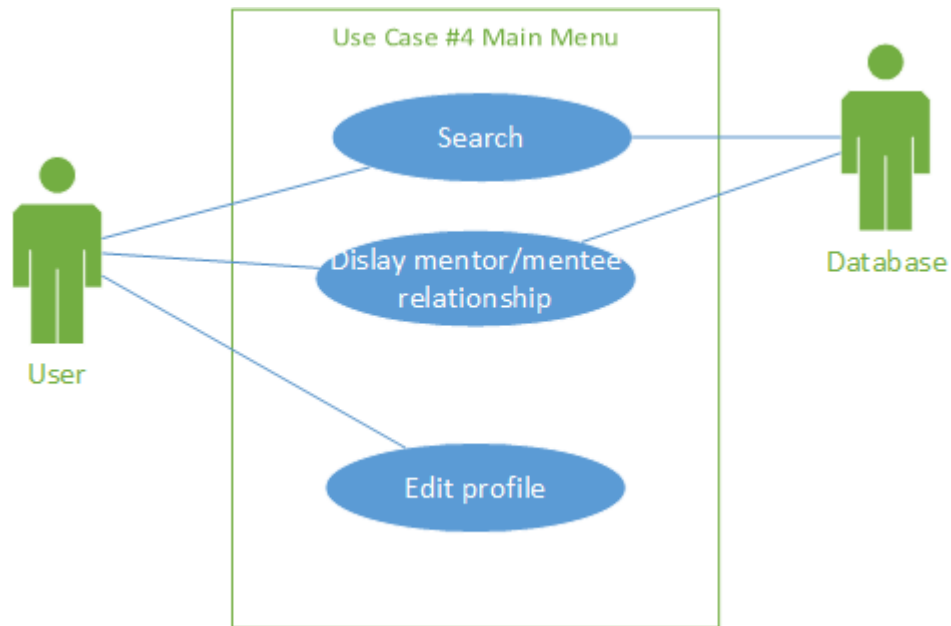 Use Case #4 Main Menu
Search
Dislay mentor/mentee
relationship
Database
User
Edit profile